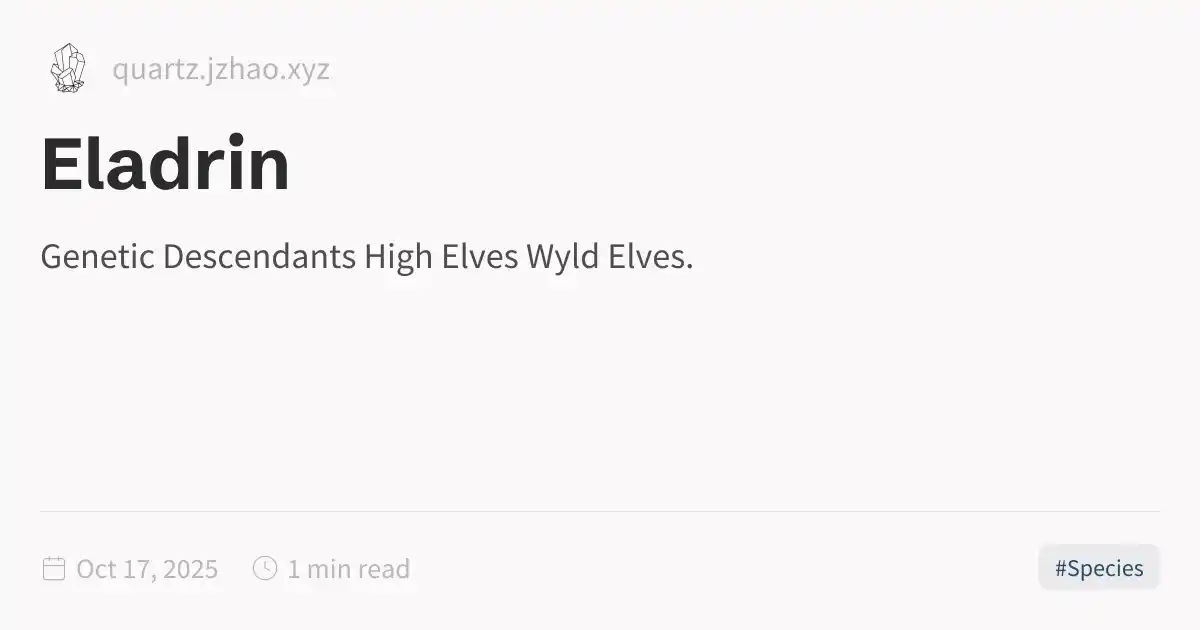 quartz.jzhao.xyz
Eladrin
Genetic Descendants High Elves Wyld Elves.
Oct 17, 2025 1 min read #Species